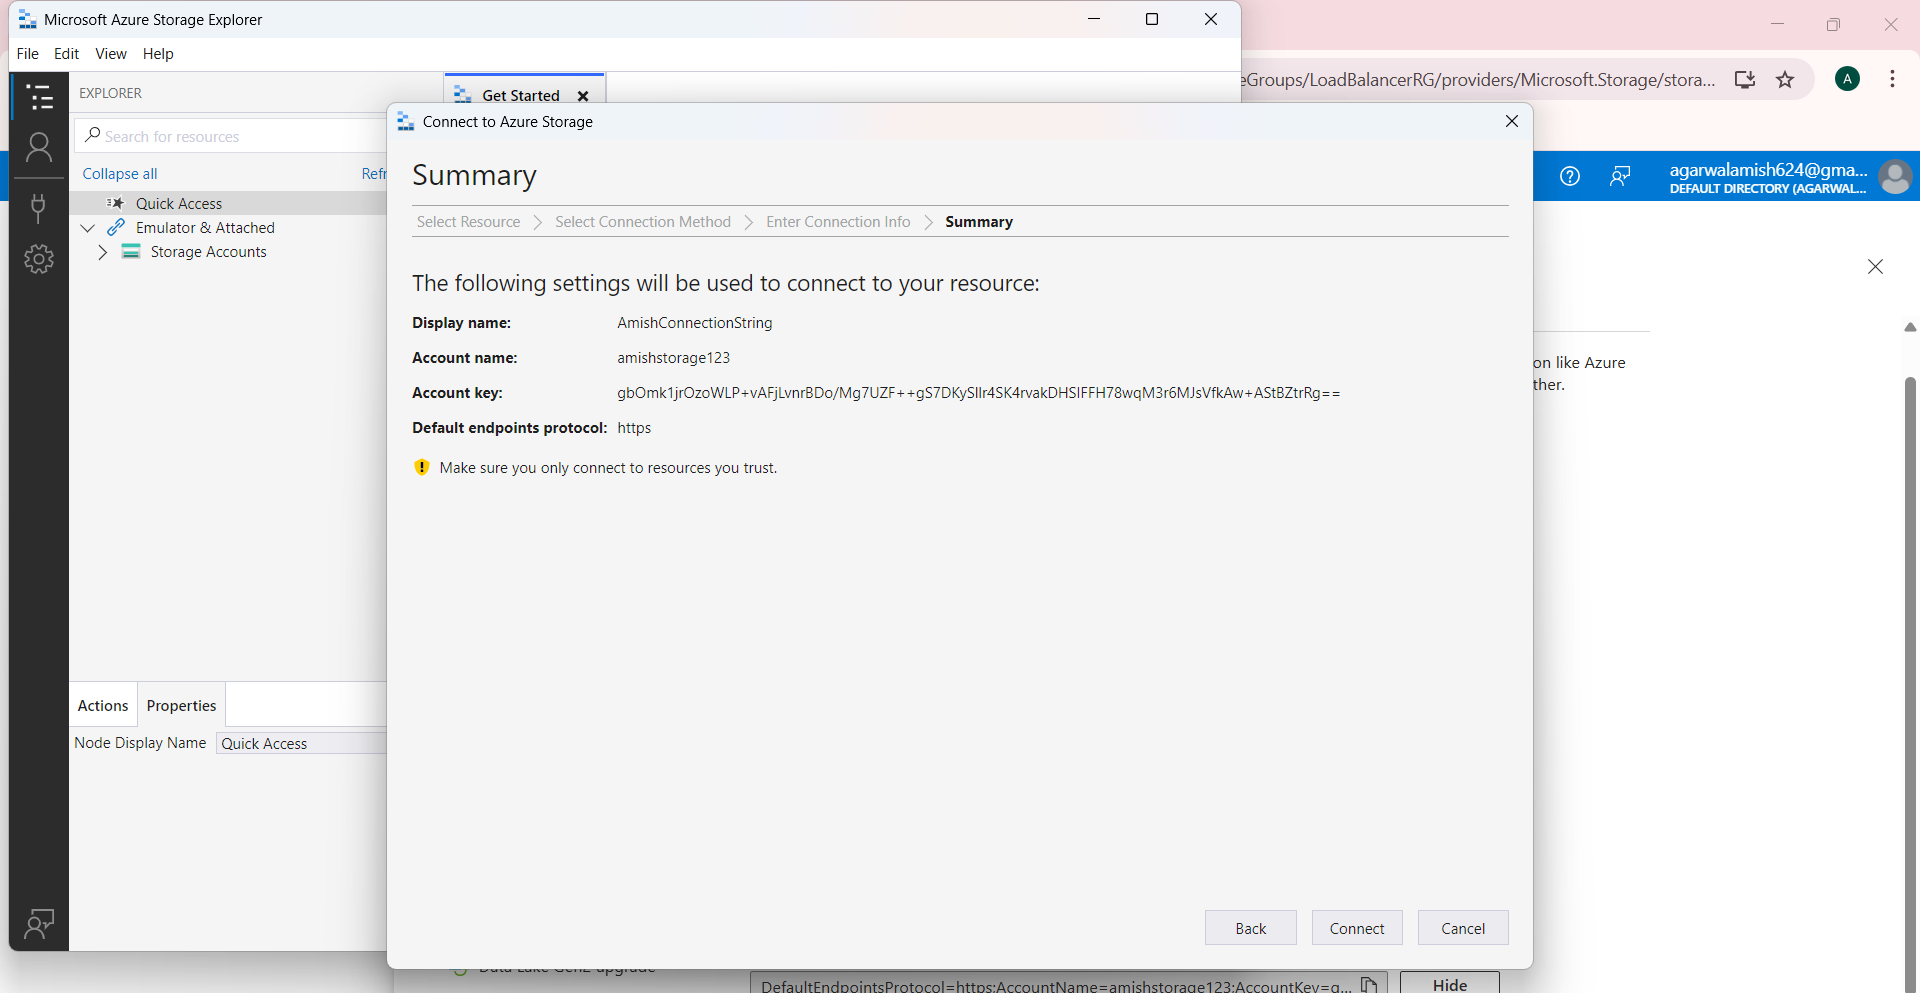 Microsoft Azure Storage Explorer
File Edit View Help
EXPLORER
Get Started
Search for resources
Collapse all Refr
Quick Access
Emulator & Attached
Storage Accounts
Actions Properties
Node Display Name Quick Access
Connect to Azure Storage
Summary
Select Resource Select Connection Method Enter Connection Info Summary
The following settings will be used to connect to your resource:
Display name: AmishConnectionString
Account name: amishstorage123
Account key: gbOmk1jrOzoWLP+vAFjLvnrBDo/Mg7UZF++gS7DKySIlr4SK4rvakDHSIFFH78wqM3r6MJsVfkAw+AStBZtrRg==
Default endpoints protocol: https
Make sure you only connect to resources you trust.
Back Connect Cancel
eGroups/LoadBalancerRG/providers/Microsoft.Storage/stora...
A
agarwalamish624@gma...
DEFAULT DIRECTORY (AGARWAL...
on like Azure
ther.
Data Lake Gen2 upgrade
DefaultEndpointsProtocol=https;AccountName=amishstorage123;AccountKey=g...
Hide